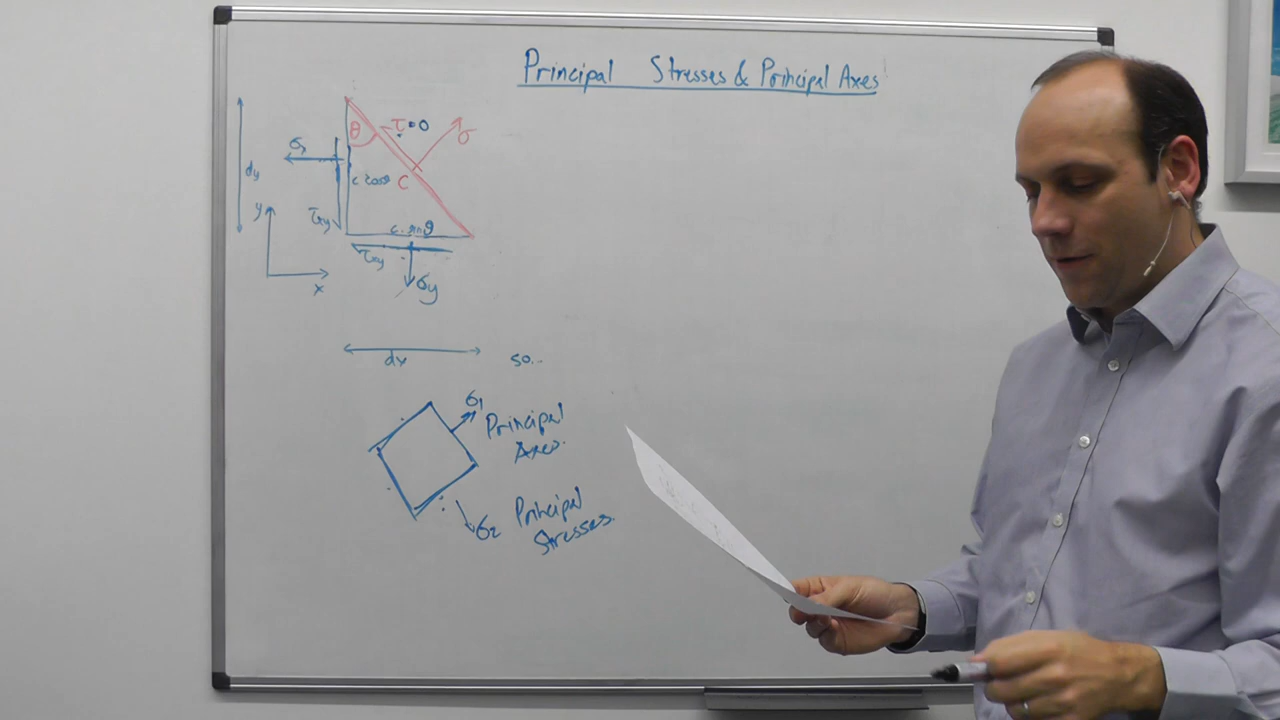 Principal Stresses & Principal Axes
θ
τ = 0
σ
dy
c. cosθ
C
y
τxy
c. sinθ
τxy
x
σy
dx
so..
σ1
Principal
Axes.
σ2
Principal
Stresses.